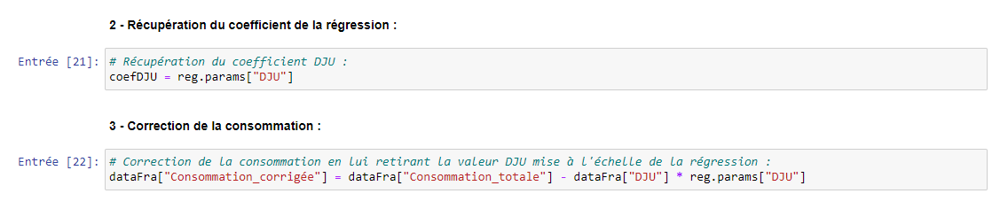 2 - Récupération du coefficient de la régression :
Entrée [21]: # Récupération du coefficient DJU :
coefDJU = reg.params["DJU"]
3 - Correction de la consommation :
Entrée [22]: # Correction de la consommation en lui retirant la valeur DJU mise à l'échelle de la régression :
dataFra["Consommation_corrigée"] = dataFra["Consommation_totale"] - dataFra["DJU"] * reg.params["DJU"]